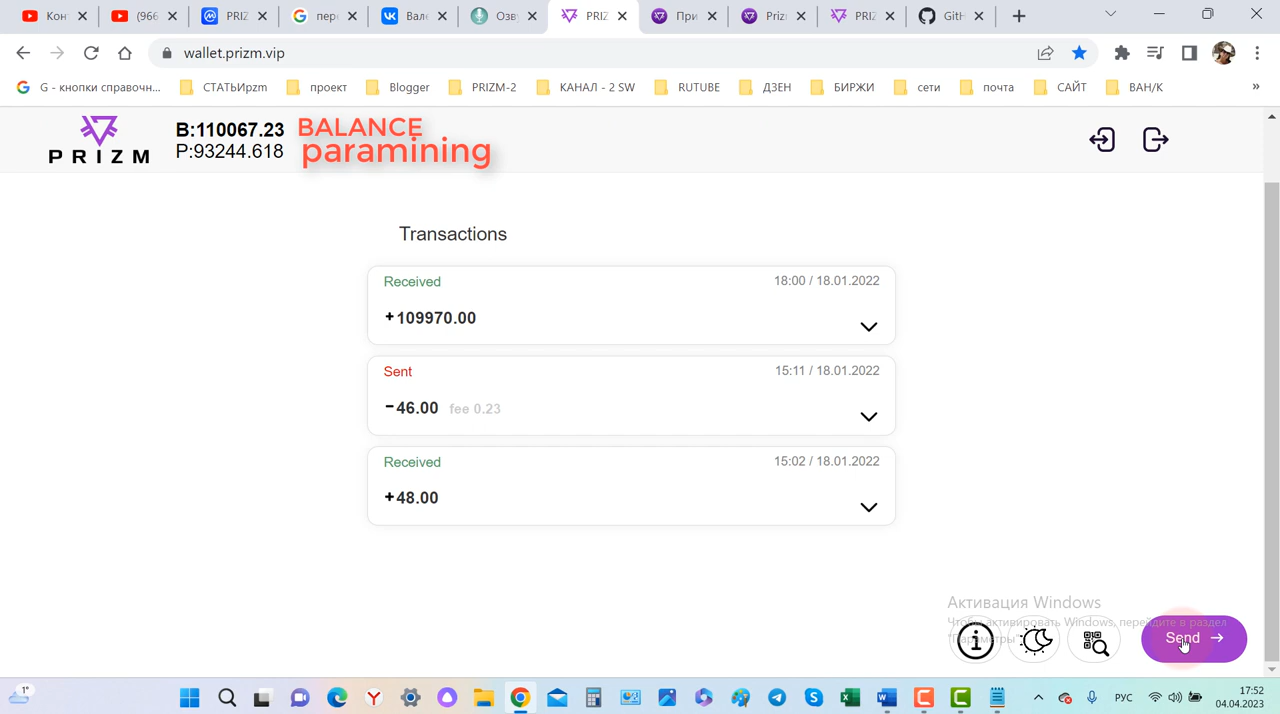 Кон
(966
PRIZ
пер
Вале
Озву
PRIZ
При
Prizm
PRIZ
GitH
wallet.prizm.vip
G - кнопки справочн...
СТАТЬИpzm
проект
Blogger
PRIZM-2
КАНАЛ - 2 SW
RUTUBE
ДЗЕН
БИРЖИ
сети
почта
САЙТ
ВАН/К
»
PRIZM
B:110067.23
P:93244.618
BALANCE
paramining
Transactions
Received
18:00 / 18.01.2022
+109970.00
Sent
15:11 / 18.01.2022
-46.00 fee 0.23
Received
15:02 / 18.01.2022
+48.00
Активация Windows
Чтобы активировать Windows, перейдите в раздел
"Параметры".
Send
1°
РУС
17:52
04.04.2023